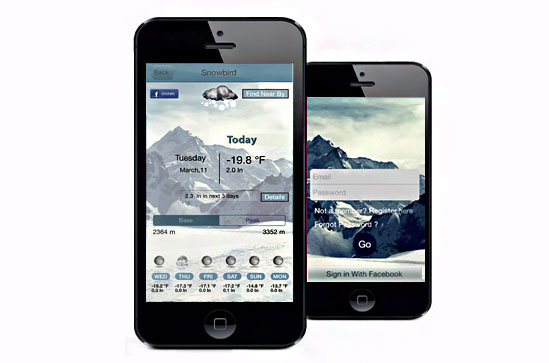 Back
Snowbird
f SHARE
Find Near By
Today
Tuesday
-19.8 °F
March,11
2.0 In
2.3 In in next 3 days
Details
Base
Peak
2364 m
3352 m
WED THU FRI SAT SUN MON
-18.2 °F -17.3 °F -17.1 °F -17.2 °F -14.8 °F -13.7 °F
0.3 In 0.0 In 0.0 In 0.1 In 0.0 In 0.0 In
Email
Password
Not a member? Register here
Forgot Password ?
Go
Sign in With Facebook